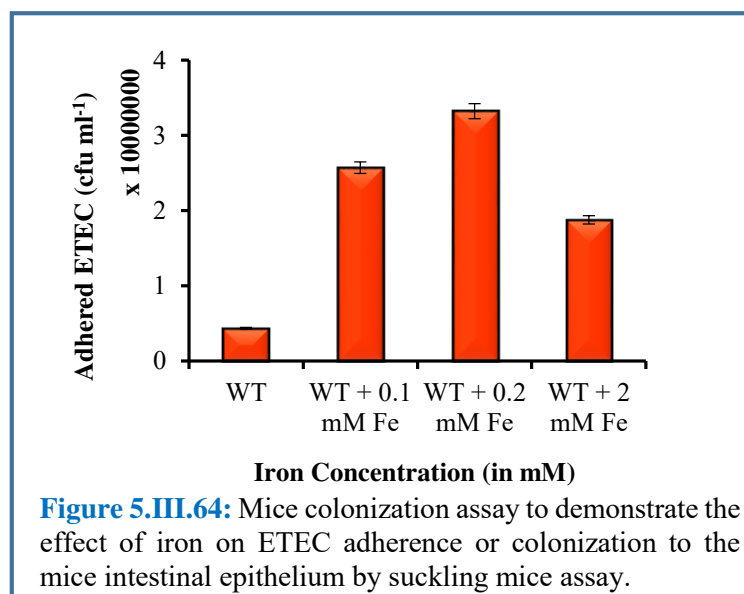 Adhered ETEC (cfu ml-1)
x 10000000
4
3
2
1
0
WT
WT + 0.1
mM Fe
WT + 0.2
mM Fe
WT + 2
mM Fe
Iron Concentration (in mM)
Figure 5.III.64: Mice colonization assay to demonstrate the
effect of iron on ETEC adherence or colonization to the
mice intestinal epithelium by suckling mice assay.